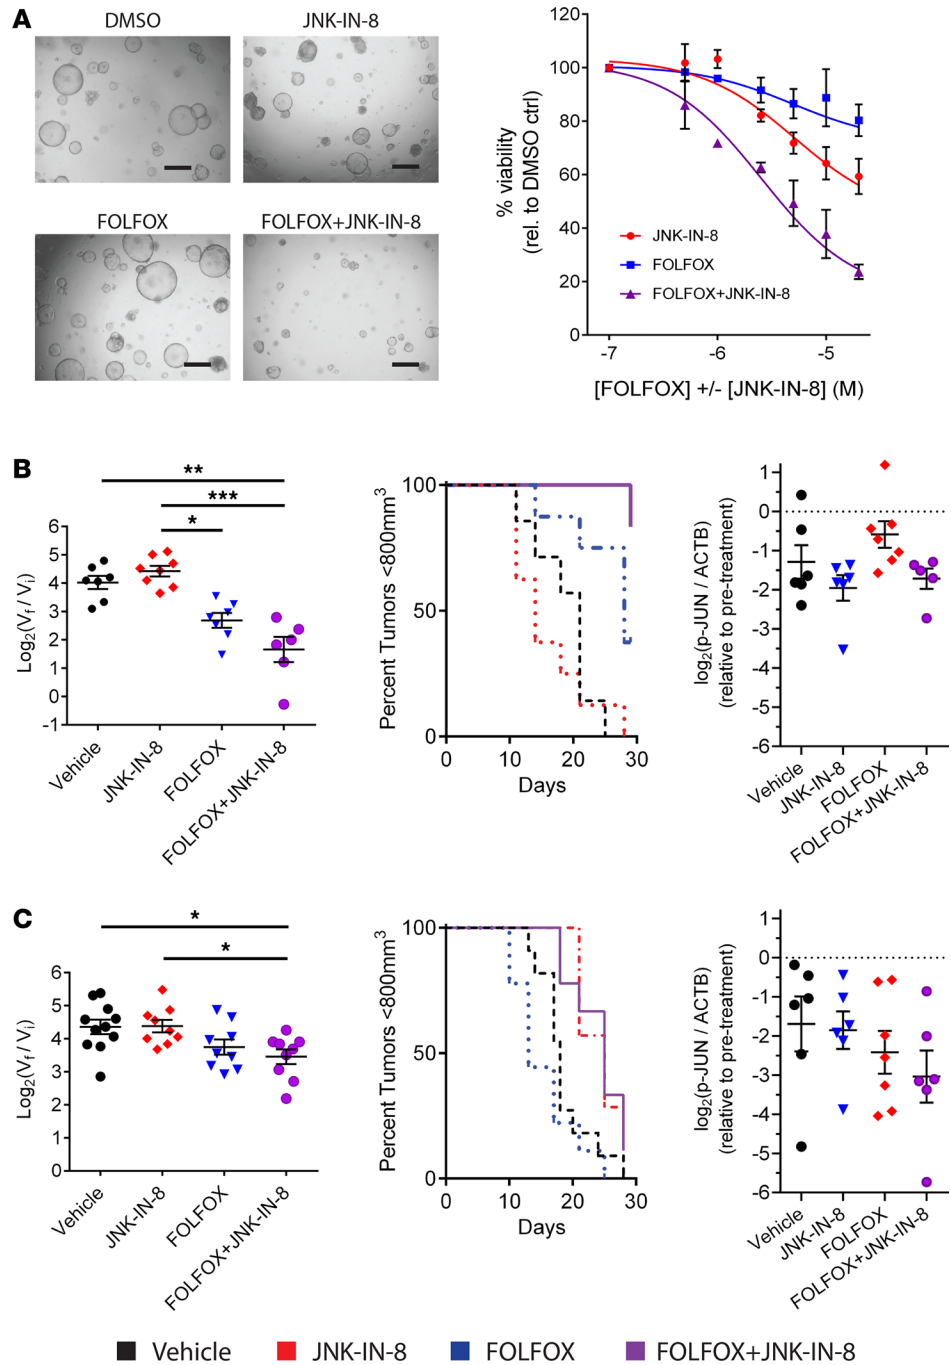 A
DMSO
JNK-IN-8
FOLFOX
FOLFOX+JNK-IN-8
% viability
(rel. to DMSO ctrl)
120
100
80
60
40
20
0
JNK-IN-8
FOLFOX
FOLFOX+JNK-IN-8
-7
-6
-5
[FOLFOX] +/- [JNK-IN-8] (M)
B
**
***
*
Log2(Vf / Vi)
6
5
4
3
2
1
0
-1
Vehicle
JNK-IN-8
FOLFOX
FOLFOX+JNK-IN-8
Percent Tumors <800mm3
100
50
0
0
10
20
30
Days
log2(p-JUN / ACTB)
(relative to pre-treatment)
1
0
-1
-2
-3
-4
-5
-6
Vehicle
JNK-IN-8
FOLFOX
FOLFOX+JNK-IN-8
C
*
*
Log2(Vf / Vi)
6
5
4
3
2
1
0
Vehicle
JNK-IN-8
FOLFOX
FOLFOX+JNK-IN-8
Percent Tumors <800mm3
100
50
0
0
10
20
30
Days
log2(p-JUN / ACTB)
(relative to pre-treatment)
1
0
-1
-2
-3
-4
-5
-6
Vehicle
JNK-IN-8
FOLFOX
FOLFOX+JNK-IN-8
Vehicle
JNK-IN-8
FOLFOX
FOLFOX+JNK-IN-8